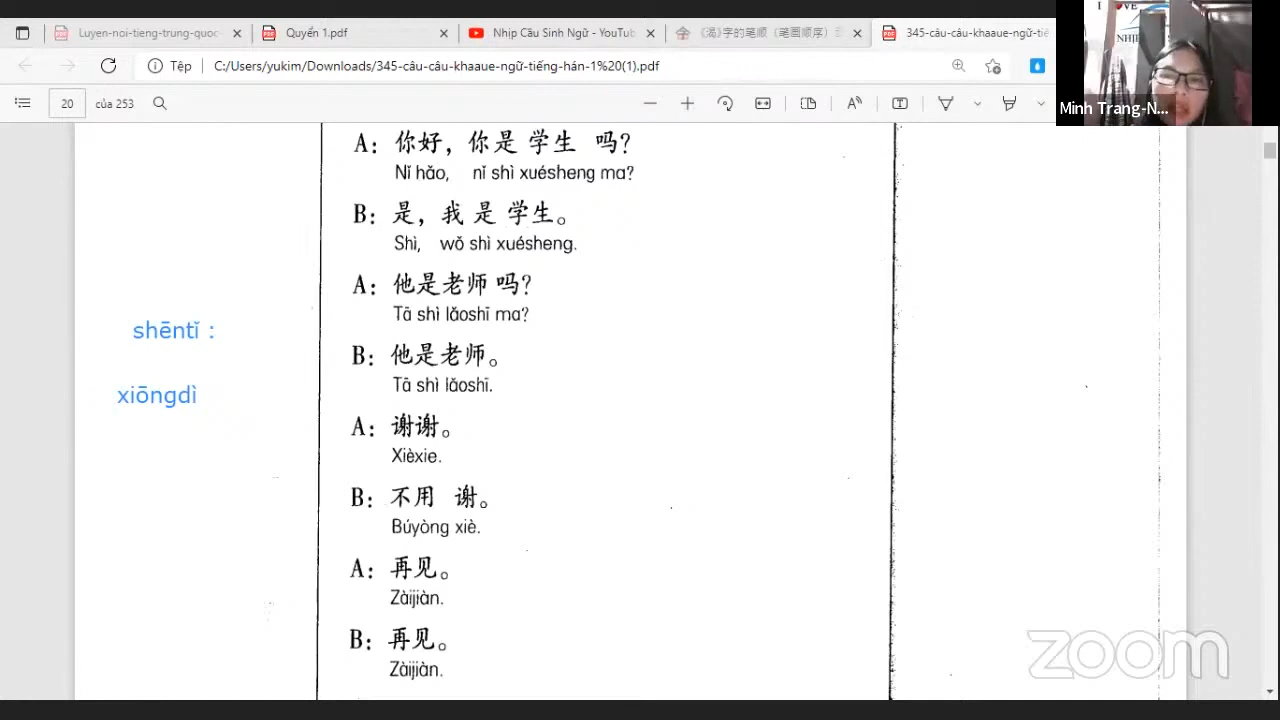 Luyen-noi-tieng-trung-quoc
Quyển 1.pdf
Nhịp Cầu Sinh Ngữ - YouTub
345-câu-câu-khaaue-ngữ-tiế
Tệp
C:/Users/yukim/Downloads/345-câu-câu-khaaue-ngữ-tiếng-hán-1%20(1).pdf
20
của 253
I VE
NHỊP
Minh Trang-N...
A: 你好，你是 学生 吗?
Nǐ hǎo, nǐ shì xuésheng ma?
B: 是，我 是 学生。
Shì, wǒ shì xuésheng.
A: 他是老师 吗?
Tā shì lǎoshī ma?
shēntǐ :
B: 他是老师。
Tā shì lǎoshī.
xiōngdì
A: 谢谢。
Xièxie.
B: 不用 谢。
Búyòng xiè.
A: 再见。
Zàijiàn.
B: 再见。
Zàijiàn.
zoom